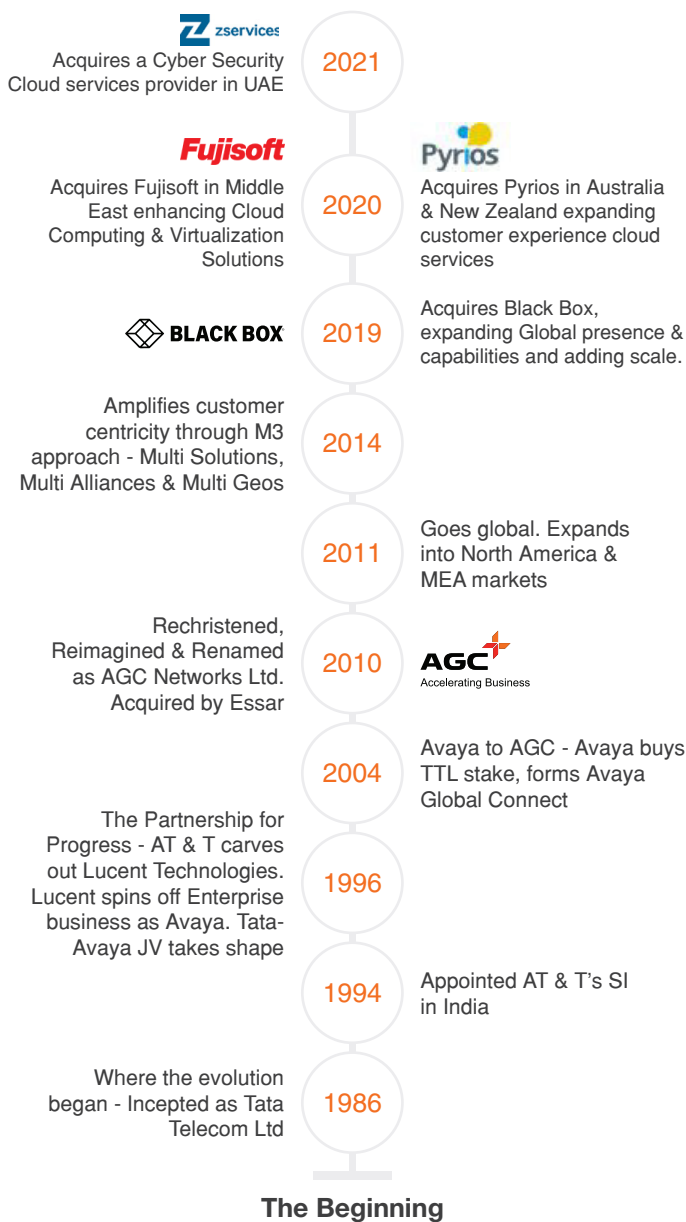 Z zservices
Acquires a Cyber Security
Cloud services provider in UAE
2021
Fujisoft
Acquires Fujisoft in Middle
East enhancing Cloud
Computing & Virtualization
Solutions
2020
Pyrios
Acquires Pyrios in Australia
& New Zealand expanding
customer experience cloud
services
BLACK BOX
2019
Acquires Black Box,
expanding Global presence &
capabilities and adding scale.
Amplifies customer
centricity through M3
approach - Multi Solutions,
Multi Alliances & Multi Geos
2014
2011
Goes global. Expands
into North America &
MEA markets
Rechristened,
Reimagined & Renamed
as AGC Networks Ltd.
Acquired by Essar
2010
AGC
Accelerating Business
2004
Avaya to AGC - Avaya buys
TTL stake, forms Avaya
Global Connect
The Partnership for
Progress - AT & T carves
out Lucent Technologies.
Lucent spins off Enterprise
business as Avaya. Tata-
Avaya JV takes shape
1996
1994
Appointed AT & T's SI
in India
Where the evolution
began - Incepted as Tata
Telecom Ltd
1986
The Beginning